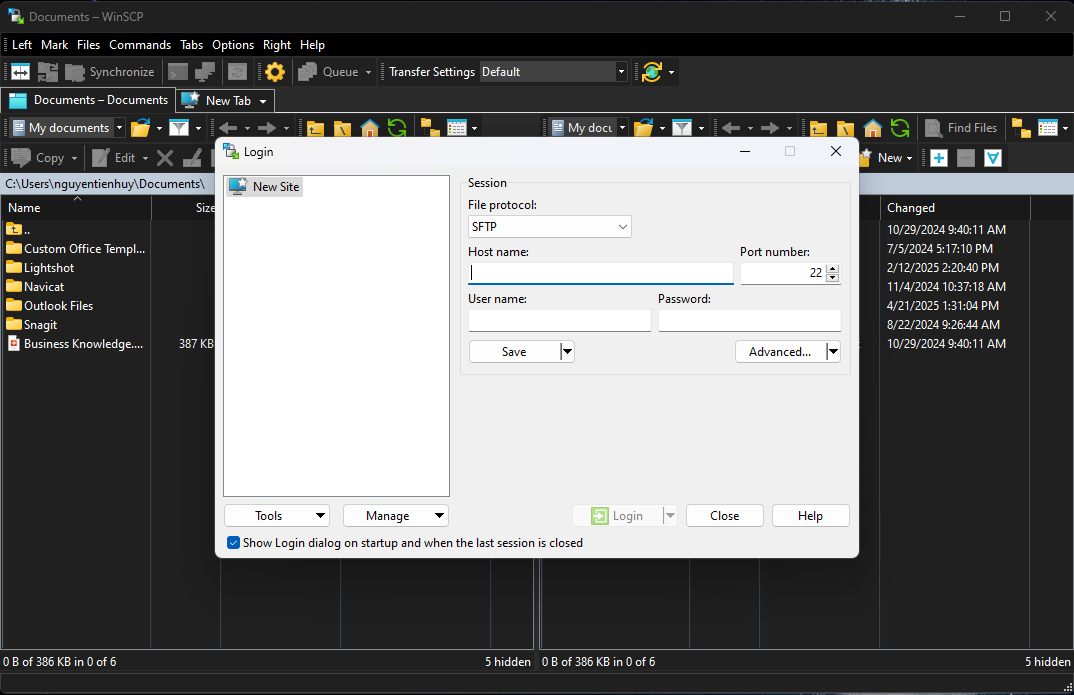 Documents – WinSCP
Left Mark Files Commands Tabs Options Right Help
Synchronize Queue Transfer Settings Default
Documents – Documents New Tab
My documents My docu Find Files
Copy Edit New
C:\Users\nguyentienhuy\Documents\
Name Size Changed
.. 10/29/2024 9:40:11 AM
Custom Office Templ... 7/5/2024 5:17:10 PM
Lightshot 2/12/2025 2:20:40 PM
Navicat 11/4/2024 10:37:18 AM
Outlook Files 4/21/2025 1:31:04 PM
Snagit 8/22/2024 9:26:44 AM
Business Knowledge.... 387 KB 10/29/2024 9:40:11 AM
Login
New Site
Session
File protocol:
SFTP
Host name: Port number:
22
User name: Password:
Save Advanced...
Tools Manage Login Close Help
Show Login dialog on startup and when the last session is closed
0 B of 386 KB in 0 of 6 5 hidden 0 B of 386 KB in 0 of 6 5 hidden